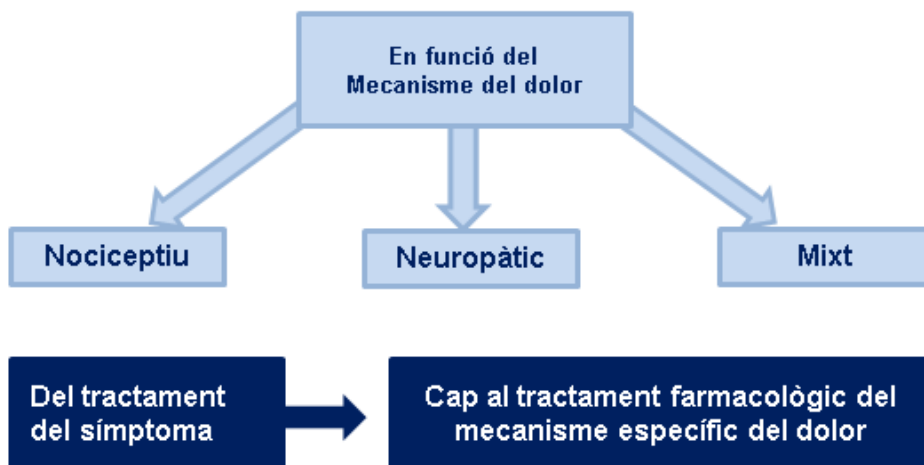 En funció del
Mecanisme del dolor
Nociceptiu
Neuropàtic
Mixt
Del tractament
del símptoma
Cap al tractament farmacològic del
mecanisme específic del dolor